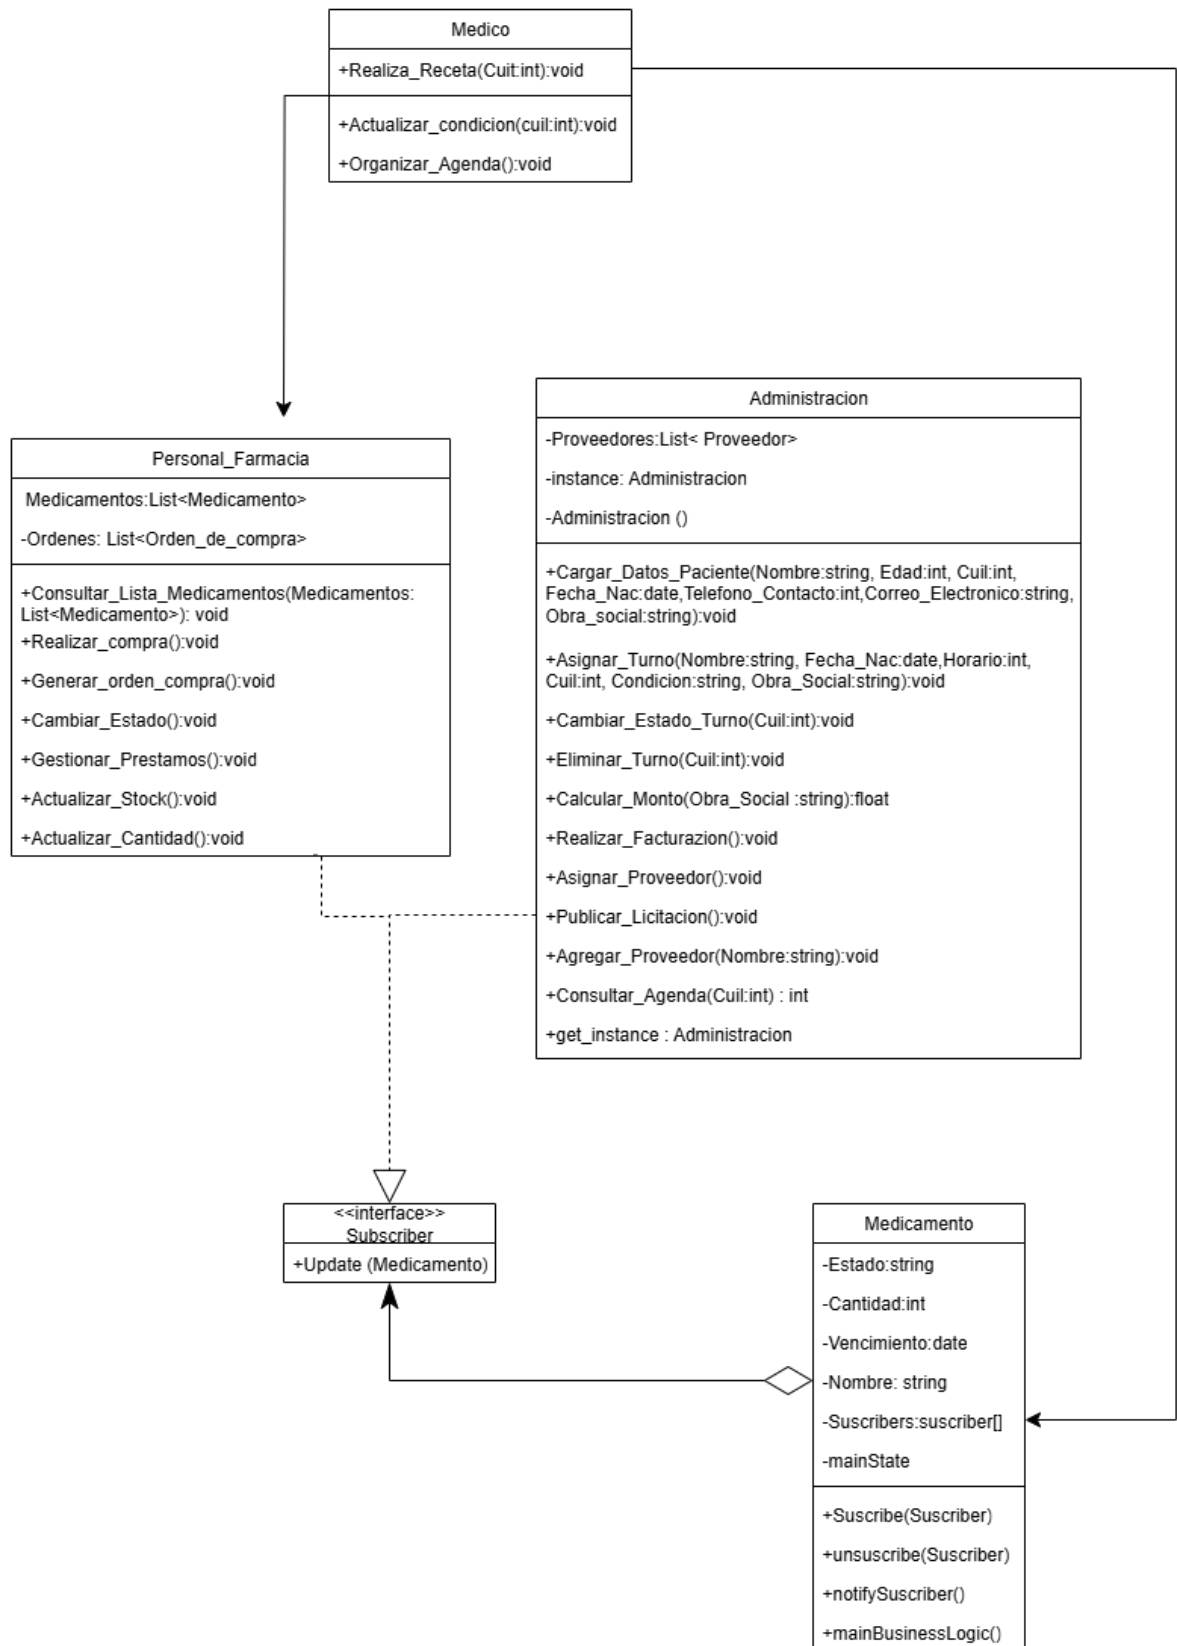 Medico
+Realiza_Receta(Cuit:int):void
+Actualizar_condicion(cuil:int):void
+Organizar_Agenda():void
Personal_Farmacia
Medicamentos:List<Medicamento>
-Ordenes: List<Orden_de_compra>
+Consultar_Lista_Medicamentos(Medicamentos:
List<Medicamento>): void
+Realizar_compra():void
+Generar_orden_compra():void
+Cambiar_Estado():void
+Gestionar_Prestamos():void
+Actualizar_Stock():void
+Actualizar_Cantidad():void
Administracion
-Proveedores:List< Proveedor>
-instance: Administracion
-Administracion ()
+Cargar_Datos_Paciente(Nombre:string, Edad:int, Cuil:int,
Fecha_Nac:date,Telefono_Contacto:int,Correo_Electronico:string,
Obra_social:string):void
+Asignar_Turno(Nombre:string, Fecha_Nac:date,Horario:int,
Cuil:int, Condicion:string, Obra_Social:string):void
+Cambiar_Estado_Turno(Cuil:int):void
+Eliminar_Turno(Cuil:int):void
+Calcular_Monto(Obra_Social :string):float
+Realizar_Facturazion():void
+Asignar_Proveedor():void
+Publicar_Licitacion():void
+Agregar_Proveedor(Nombre:string):void
+Consultar_Agenda(Cuil:int) : int
+get_instance : Administracion
<<interface>>
Subscriber
+Update (Medicamento)
Medicamento
-Estado:string
-Cantidad:int
-Vencimiento:date
-Nombre: string
-Suscribers:suscriber[]
-mainState
+Suscribe(Suscriber)
+unsuscribe(Suscriber)
+notifySuscriber()
+mainBusinessLogic()